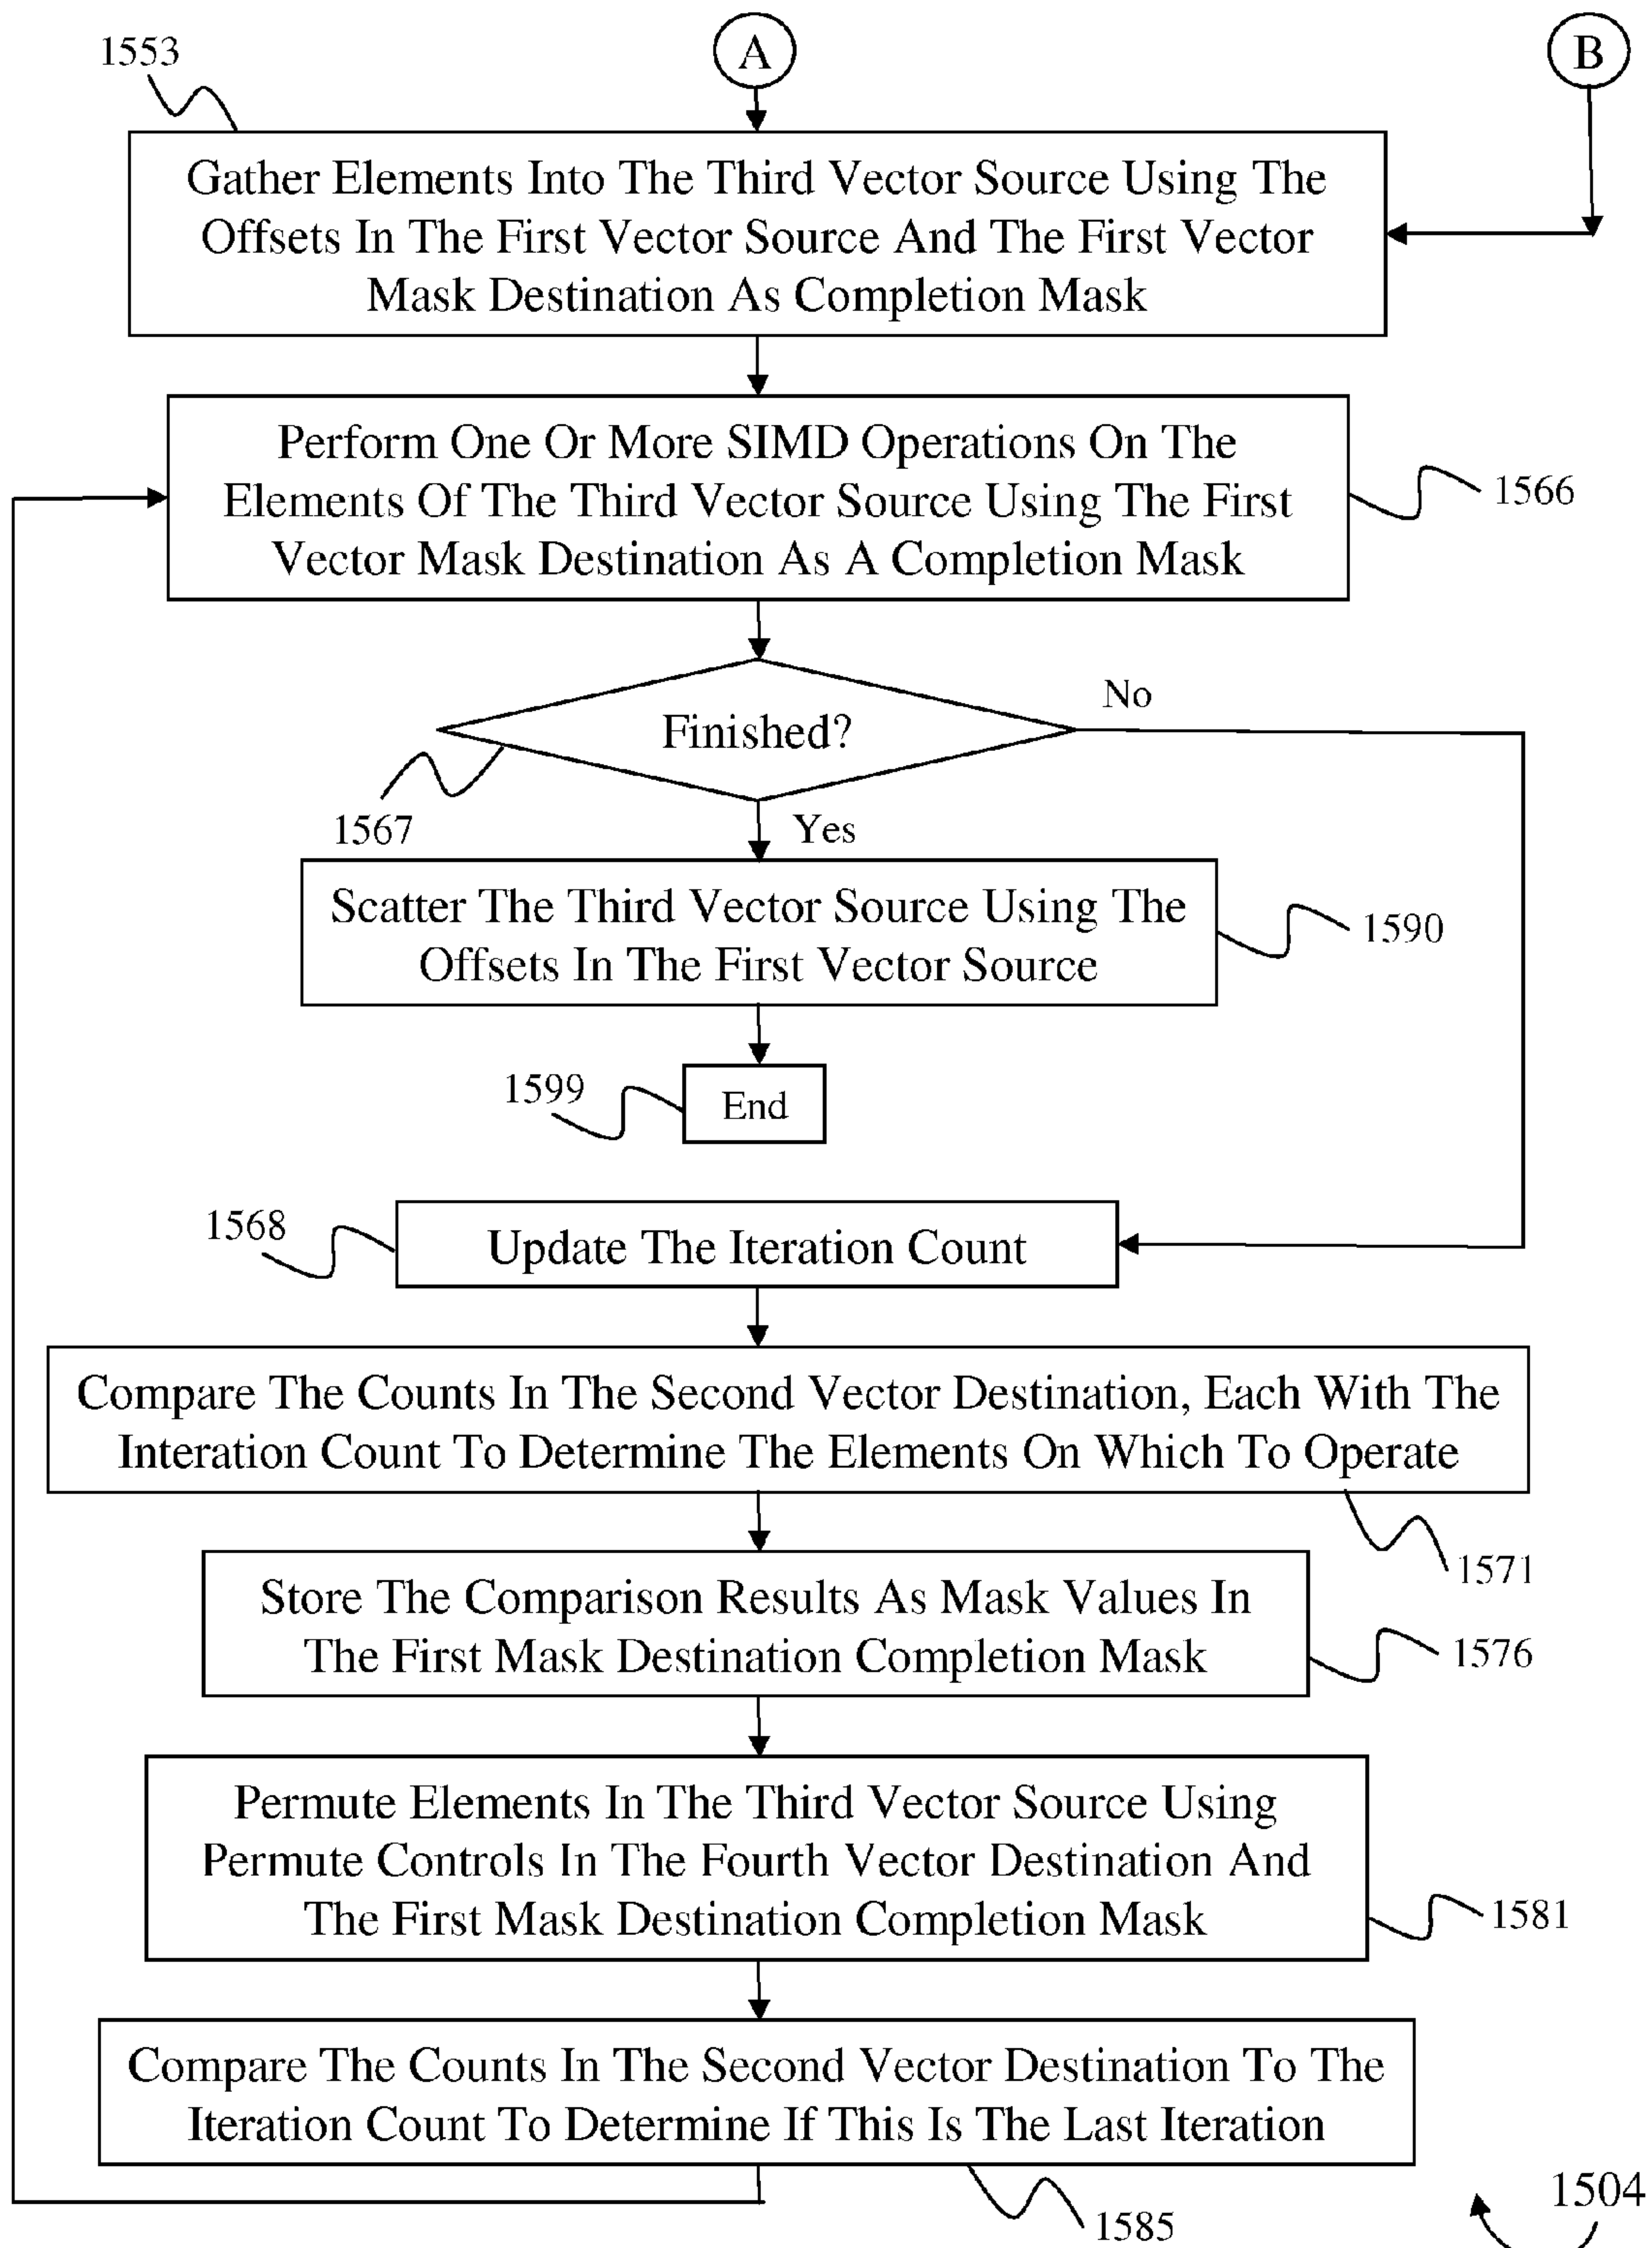 1553
A
B
Gather Elements Into The Third Vector Source Using The
Offsets In The First Vector Source And The First Vector
Mask Destination As Completion Mask
Perform One Or More SIMD Operations On The
Elements Of The Third Vector Source Using The First
Vector Mask Destination As A Completion Mask
1566
Finished?
No
1567
Yes
Scatter The Third Vector Source Using The
Offsets In The First Vector Source
1590
1599
End
1568
Update The Iteration Count
Compare The Counts In The Second Vector Destination, Each With The
Interation Count To Determine The Elements On Which To Operate
1571
Store The Comparison Results As Mask Values In
The First Mask Destination Completion Mask
1576
Permute Elements In The Third Vector Source Using
Permute Controls In The Fourth Vector Destination And
The First Mask Destination Completion Mask
1581
Compare The Counts In The Second Vector Destination To The
Iteration Count To Determine If This Is The Last Iteration
1585
1504